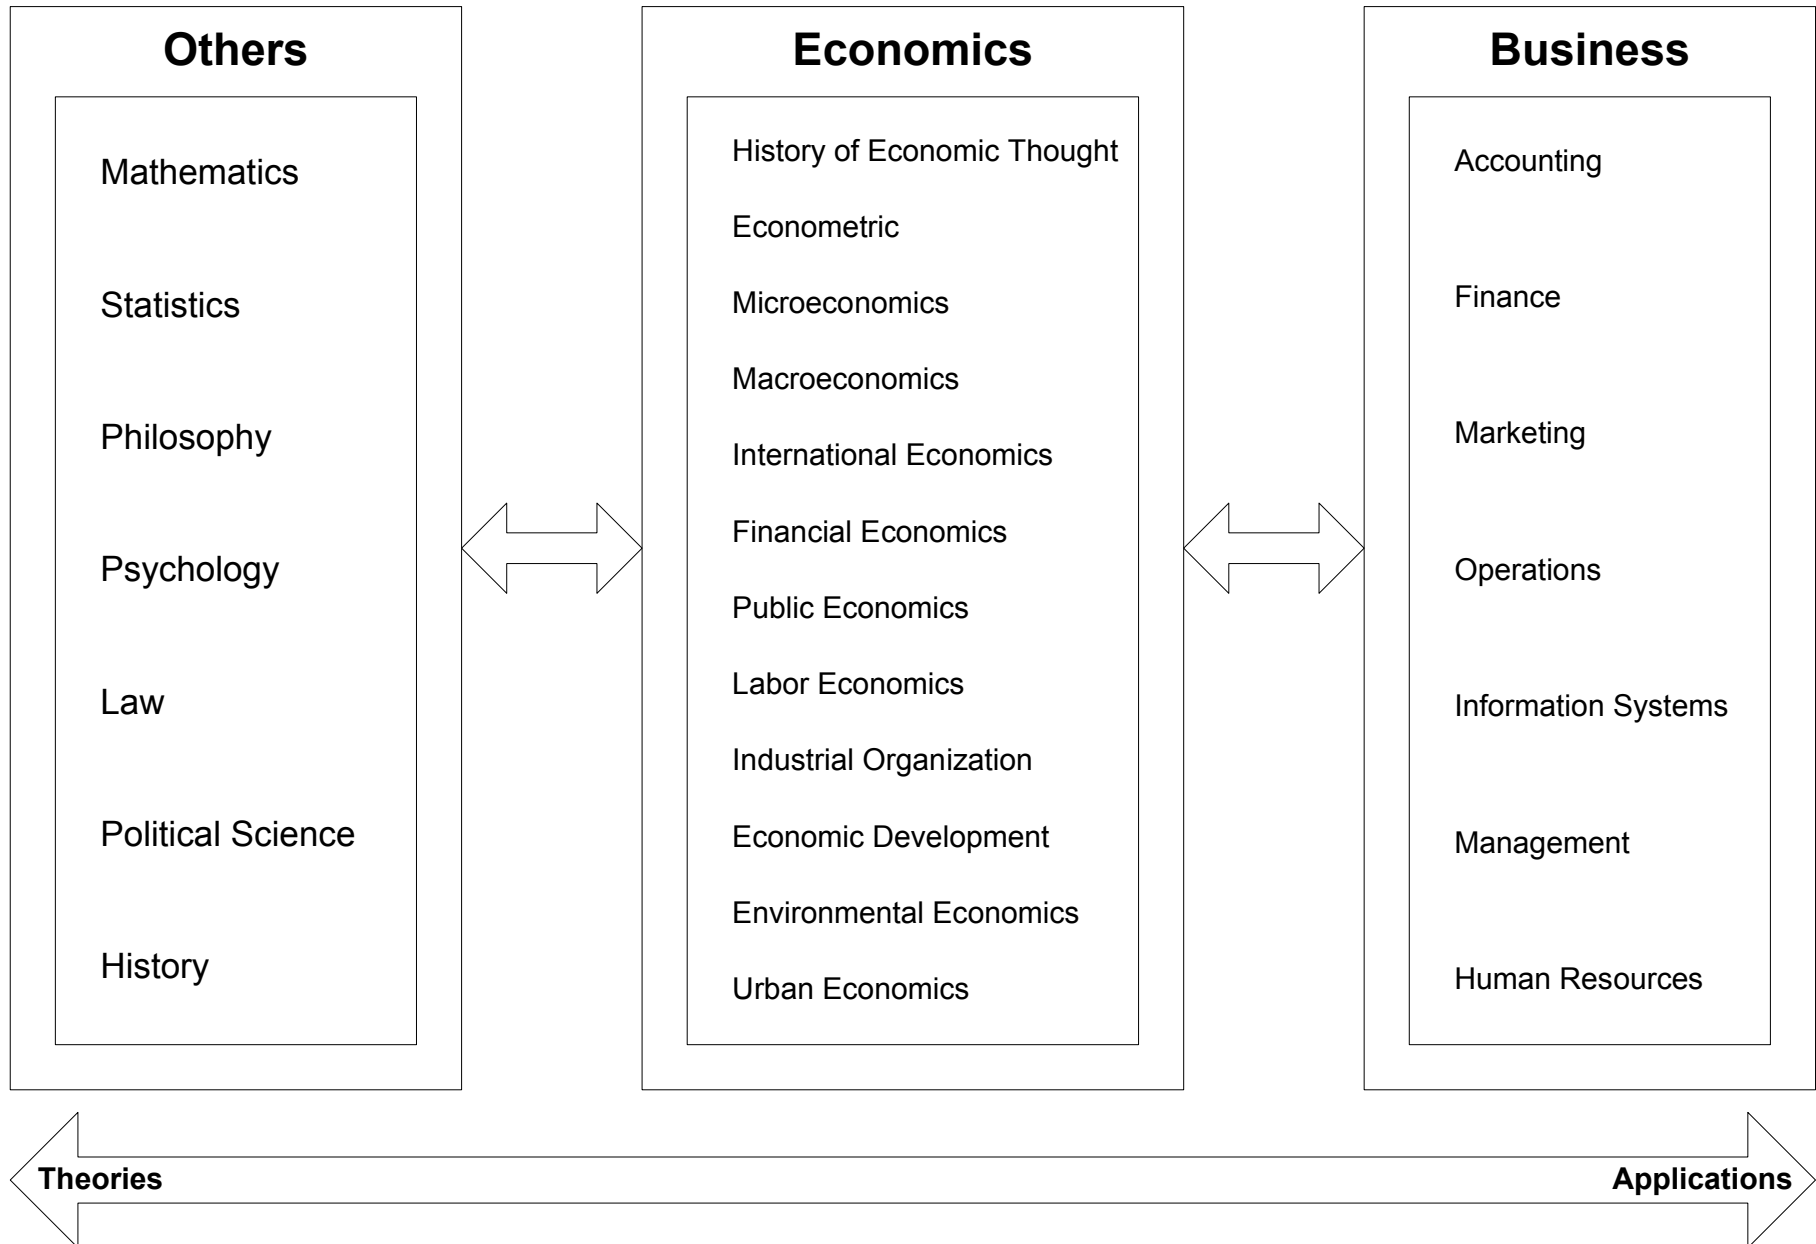 Others
Mathematics
Statistics
Philosophy
Psychology
Law
Political Science
History
Economics
History of Economic Thought
Econometric
Microeconomics
Macroeconomics
International Economics
Financial Economics
Public Economics
Labor Economics
Industrial Organization
Economic Development
Environmental Economics
Urban Economics
Business
Accounting
Finance
Marketing
Operations
Information Systems
Management
Human Resources
Theories
Applications